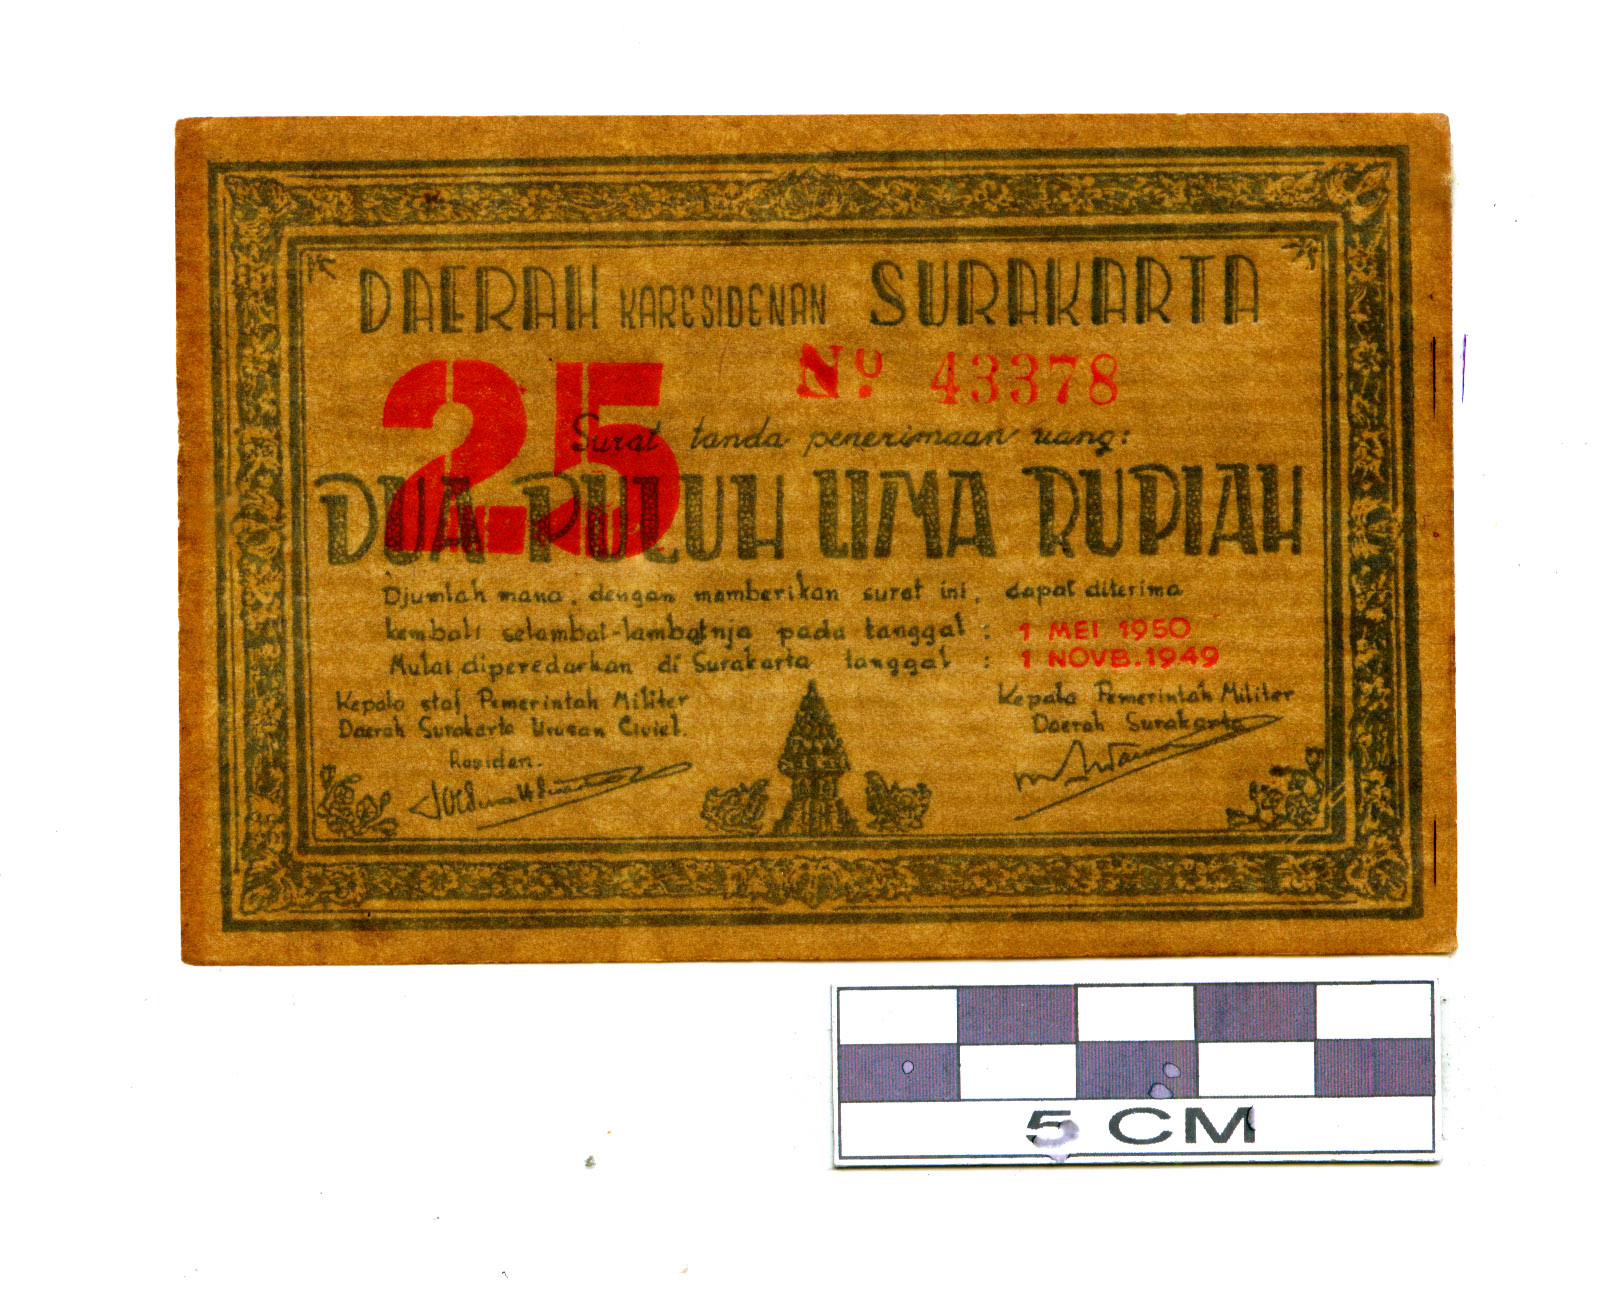 DAERAH KARESIDENAN SURAKARTA
25
No. 43378
Surat tanda penerimaan uang:
DUA PULUH LIMA RUPIAH
Djumlah mana, dengan memberikan surat ini, dapat diterima
kembali selambat-lambatnja pada tanggal : 1 MEI 1950
Mulai diperedarkan di Surakarta tanggal : 1 NOVB.1949
Kepala staf Pemerintah Militer
Daerah Surakarta Urusan Civiel.
Residen.
Kepala Pemerintah Militer
Daerah Surakarta
5 CM